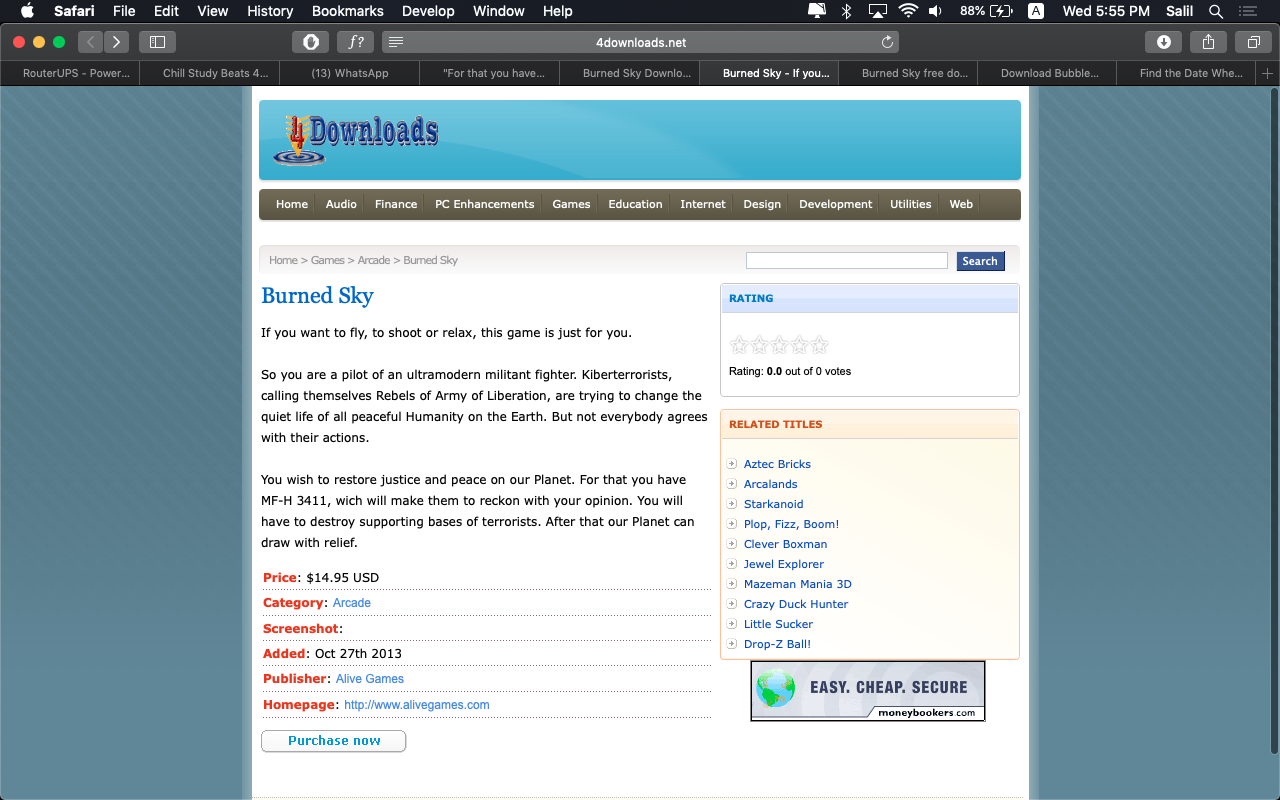 Safari File Edit View History Bookmarks Develop Window Help 88% A Wed 5:55 PM Salil
f? 4downloads.net
RouterUPS - Power... Chill Study Beats 4... (13) WhatsApp "For that you have... Burned Sky Downlo... Burned Sky - If you... Burned Sky free do... Download Bubble... Find the Date Whe...
4Downloads
Home Audio Finance PC Enhancements Games Education Internet Design Development Utilities Web
Home > Games > Arcade > Burned Sky Search
Burned Sky
If you want to fly, to shoot or relax, this game is just for you.
So you are a pilot of an ultramodern militant fighter. Kiberterrorists,
calling themselves Rebels of Army of Liberation, are trying to change the
quiet life of all peaceful Humanity on the Earth. But not everybody agrees
with their actions.
You wish to restore justice and peace on our Planet. For that you have
MF-H 3411, wich will make them to reckon with your opinion. You will
have to destroy supporting bases of terrorists. After that our Planet can
draw with relief.
Price: $14.95 USD
Category: Arcade
Screenshot:
Added: Oct 27th 2013
Publisher: Alive Games
Homepage: http://www.alivegames.com
Purchase now
RATING
Rating: 0.0 out of 0 votes
RELATED TITLES
Aztec Bricks
Arcalands
Starkanoid
Plop, Fizz, Boom!
Clever Boxman
Jewel Explorer
Mazeman Mania 3D
Crazy Duck Hunter
Little Sucker
Drop-Z Ball!
EASY. CHEAP. SECURE
moneybookers.com